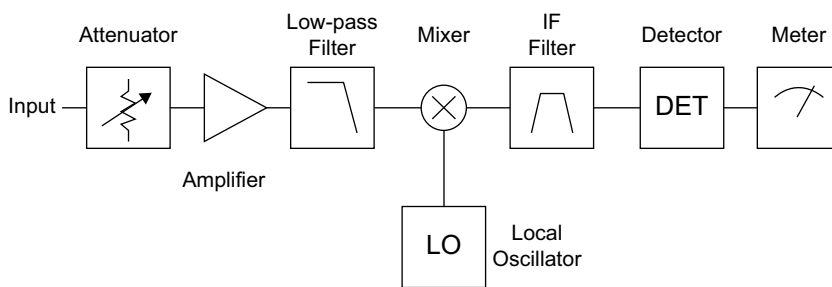 Attenuator
Low-pass
Filter
Mixer
IF
Filter
Detector
Meter
Input
DET
Amplifier
LO
Local
Oscillator